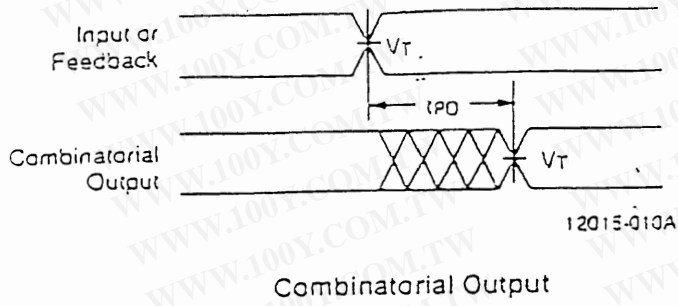 Input or
Feedback
VT
tPD
Combinatorial
Output
VT
12015-010A
Combinatorial Output
WWW.100Y.COM.TW